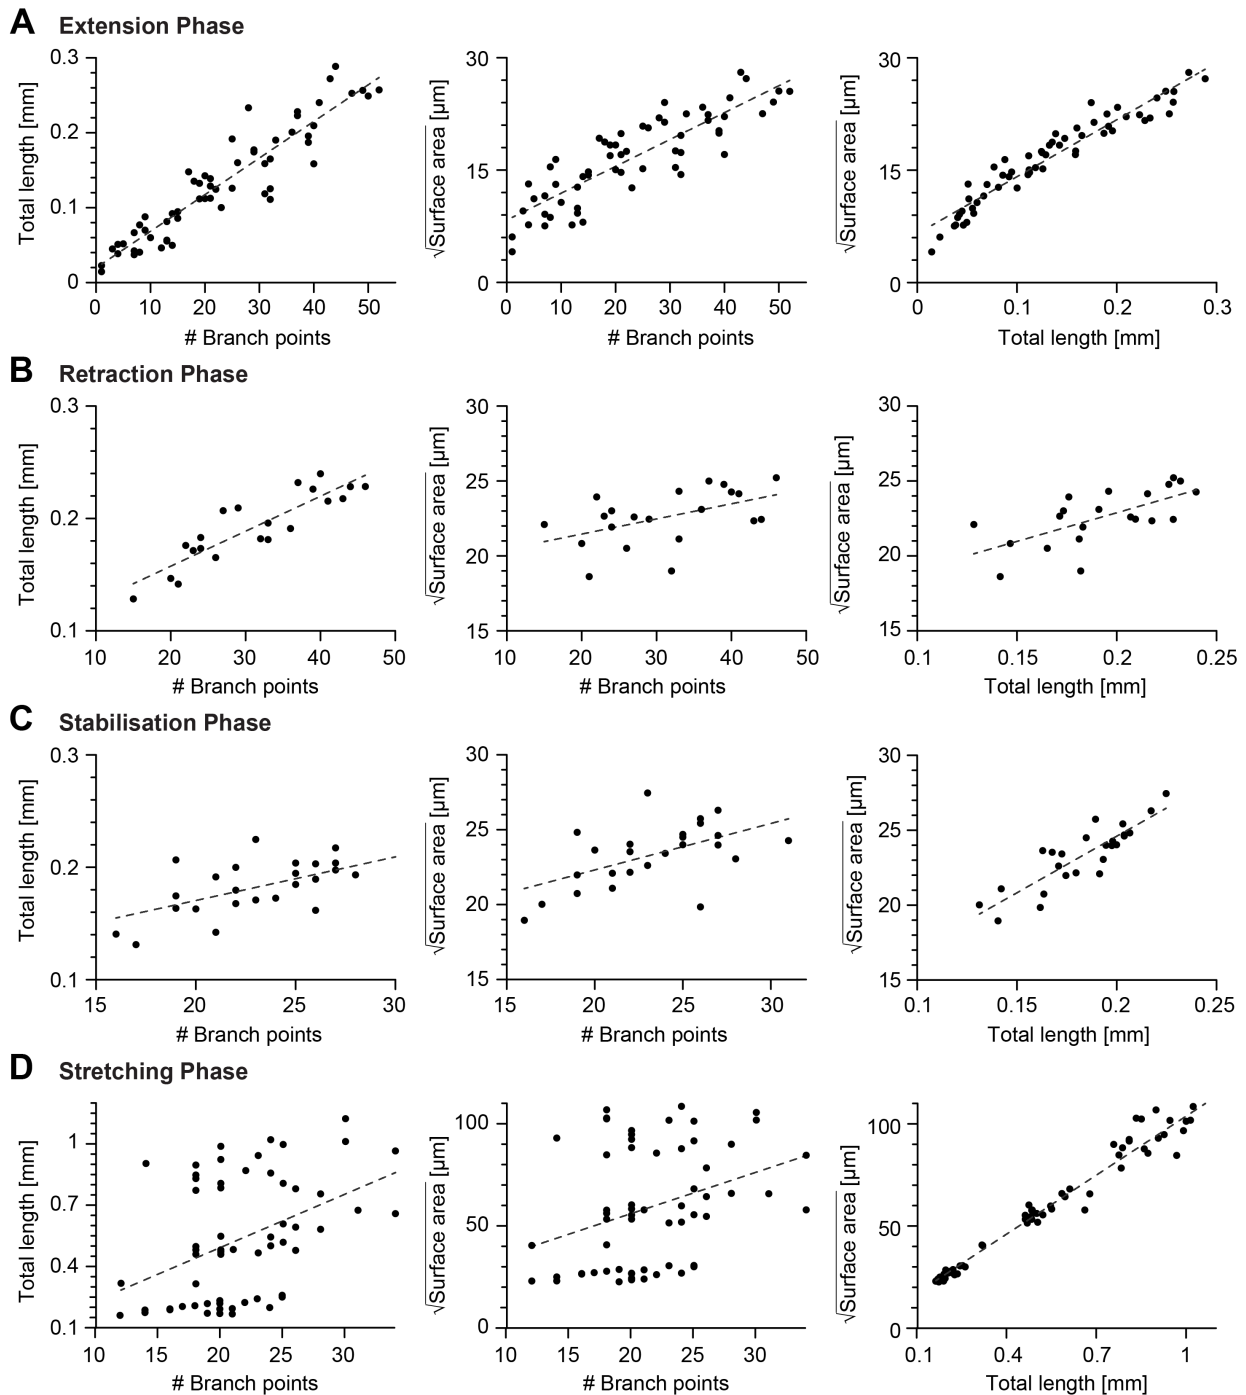 A Extension Phase
Total length [mm]
0.3
0.2
0.1
0
0 10 20 30 40 50
# Branch points
√Surface area [µm]
30
15
0
0 10 20 30 40 50
# Branch points
√Surface area [µm]
30
15
0
0 0.1 0.2 0.3
Total length [mm]
B Retraction Phase
Total length [mm]
0.3
0.2
0.1
10 20 30 40 50
# Branch points
√Surface area [µm]
30
25
20
15
10 20 30 40 50
# Branch points
√Surface area [µm]
30
25
20
15
0.1 0.15 0.2 0.25
Total length [mm]
C Stabilisation Phase
Total length [mm]
0.3
0.2
0.1
15 20 25 30
# Branch points
√Surface area [µm]
30
25
20
15
15 20 25 30
# Branch points
√Surface area [µm]
30
25
20
15
0.1 0.15 0.2 0.25
Total length [mm]
D Stretching Phase
Total length [mm]
1
0.7
0.4
0.1
10 15 20 25 30
# Branch points
√Surface area [µm]
100
50
0
10 15 20 25 30
# Branch points
√Surface area [µm]
100
50
0
0.1 0.4 0.7 1
Total length [mm]